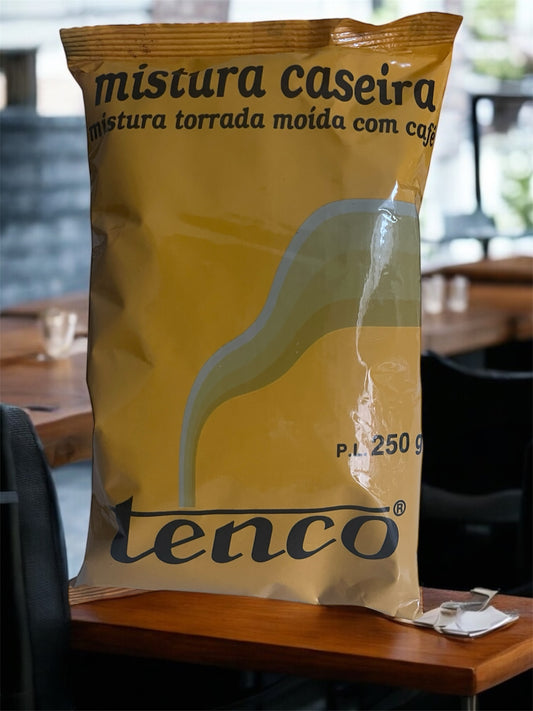 mistura caseira
mistura torrada moída com café
P.L. 250 g
tenco®